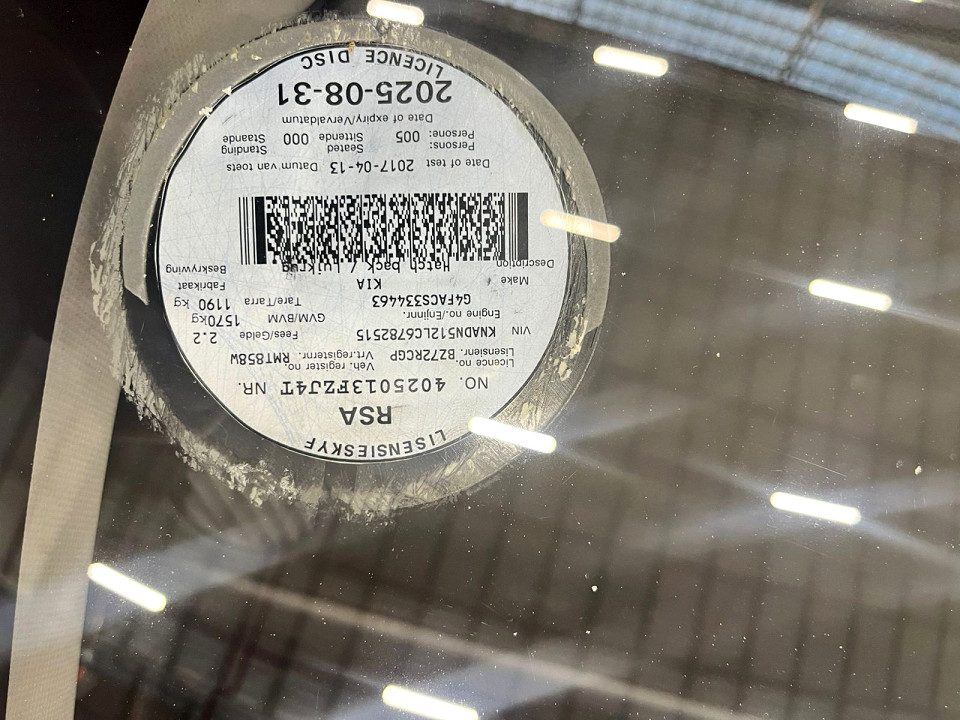 LISENSIESKYF
RSA
NO. 4025013FZJ4T NR.
Licence no. Lisensienr. BZ72RCGP Veh. register no. Vrt.registernr. RMT858W
VIN KNADN512LC6782515 Fees/Gelde 2.2
Engine no./Enjinnr. G4FACS334463 GVM/BVM 1570kg
Tare/Tarra 1190 kg
Make KIA Fabrikaat
Description Hatch back / Luikrug Beskrywing
Date of test 2017-04-13 Datum van toets
Persons: Seated Standing
Persone: 005 Sittende 000 Staande
Date of expiry/Vervaldatum
2025-08-31
LICENCE DISC